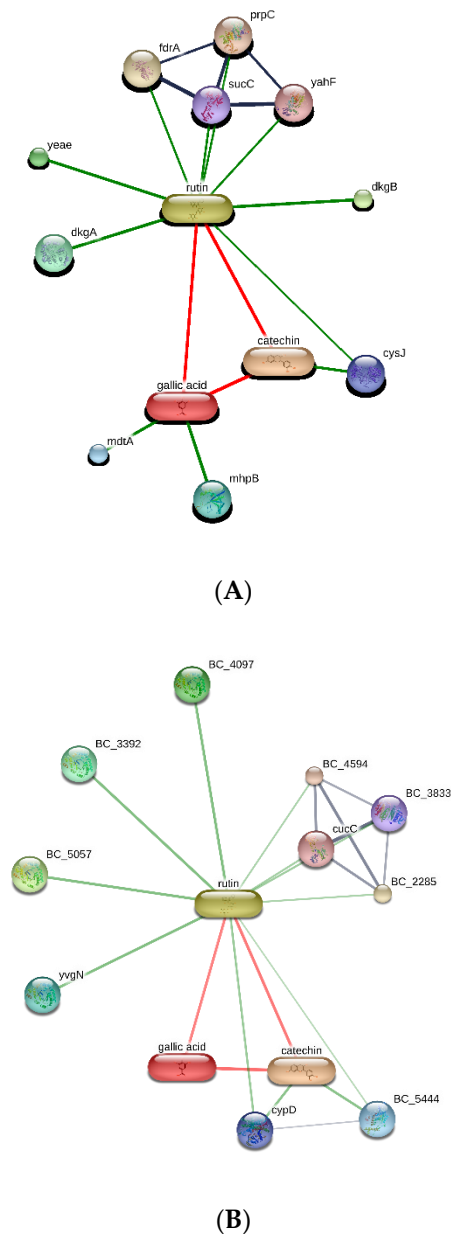 prpC
fdrA
sucC
yahF
yeae
rutin
dkgB
dkgA
catechin
cysJ
gallic acid
mdtA
mhpB
(A)
BC_4097
BC_3392
BC_4594
BC_3833
cucC
BC_5057
rutin
BC_2285
yvgN
gallic acid
catechin
BC_5444
cypD
(B)